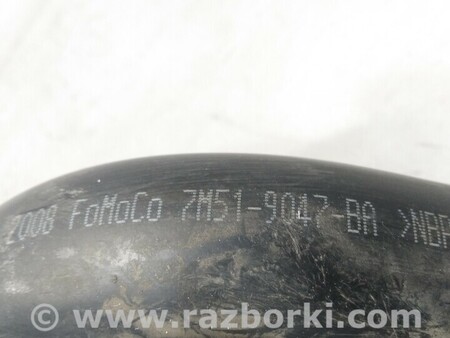 2008 FoMoCo 7M51-9047-BA >NBR
© www.razborki.com